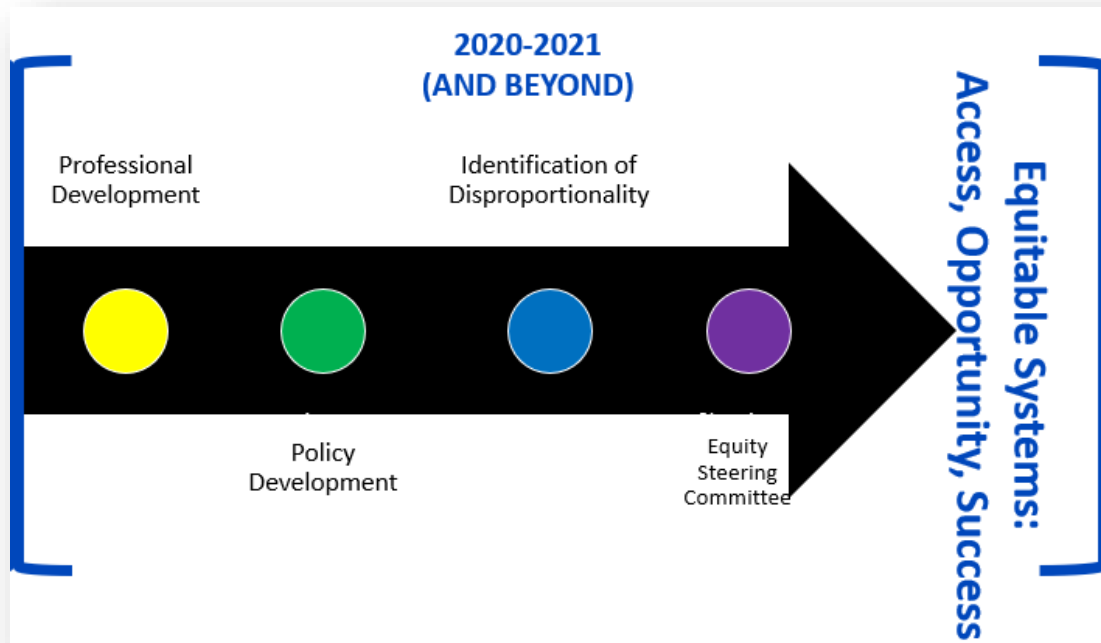 2020-2021
(AND BEYOND)
Professional
Development
Identification of
Disproportionality
Policy
Development
Equity
Steering
Committee
Equitable Systems:
Access, Opportunity, Success